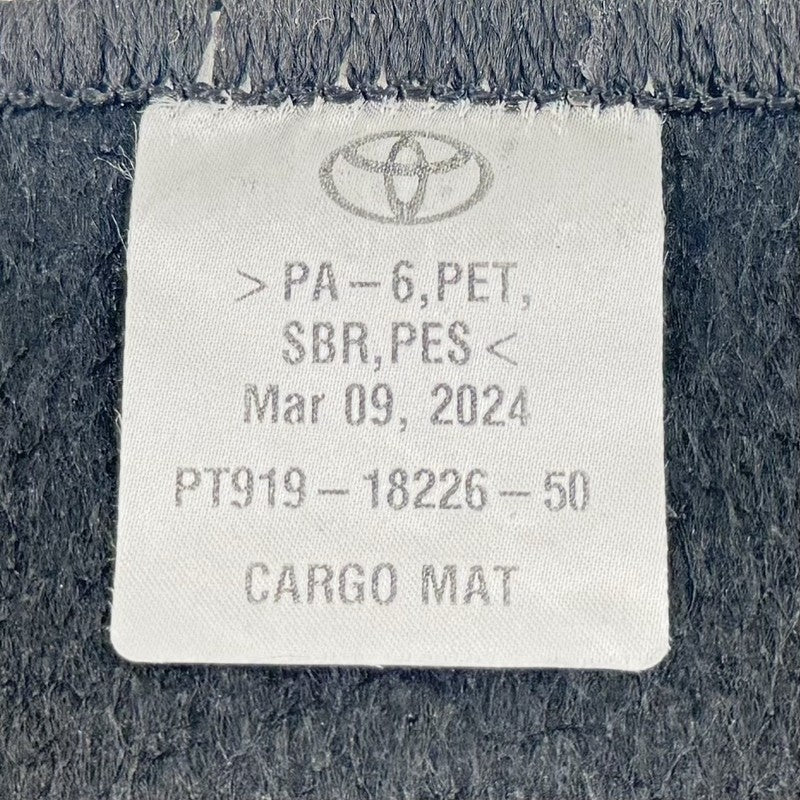 >PA-6,PET,
SBR,PES<
Mar 09, 2024
PT919-18226-50
CARGO MAT